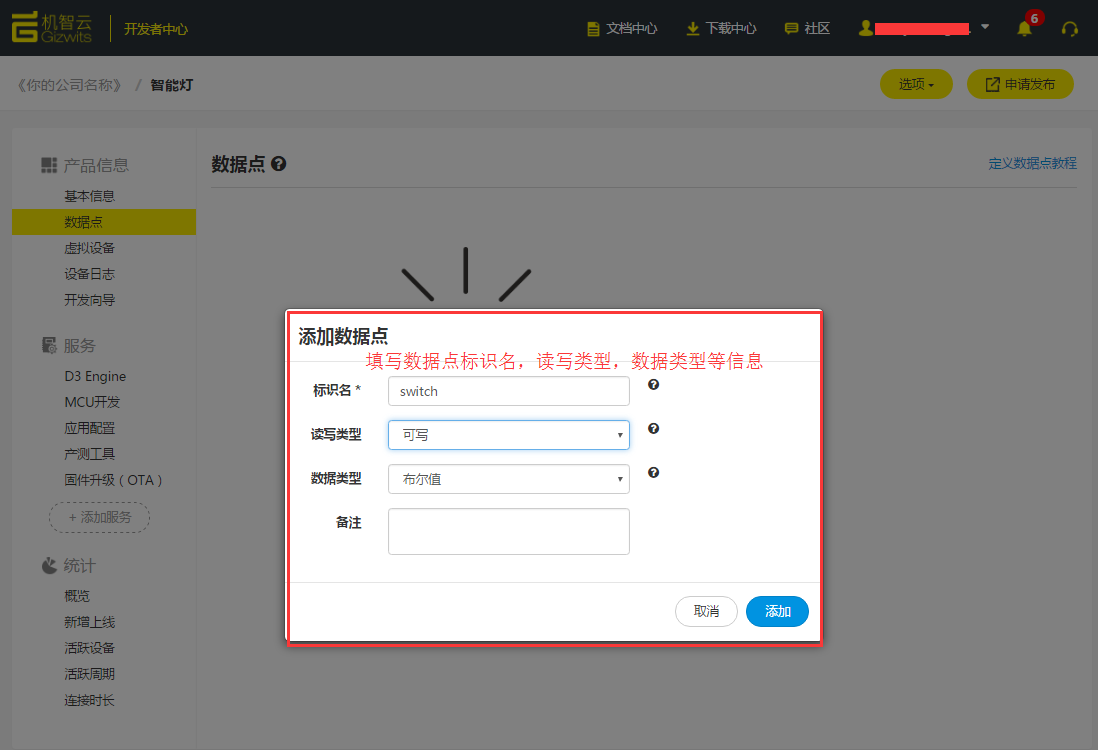 机智云
Gizwits
开发者中心
文档中心
下载中心
社区
6
《你的公司名称》 / 智能灯
选项
申请发布
产品信息
基本信息
数据点
虚拟设备
设备日志
开发向导
服务
D3 Engine
MCU开发
应用配置
产测工具
固件升级（OTA）
+ 添加服务
统计
概览
新增上线
活跃设备
活跃周期
连接时长
数据点
定义数据点教程
添加数据点
填写数据点标识名，读写类型，数据类型等信息
标识名 * switch
读写类型 可写
数据类型 布尔值
备注
取消
添加